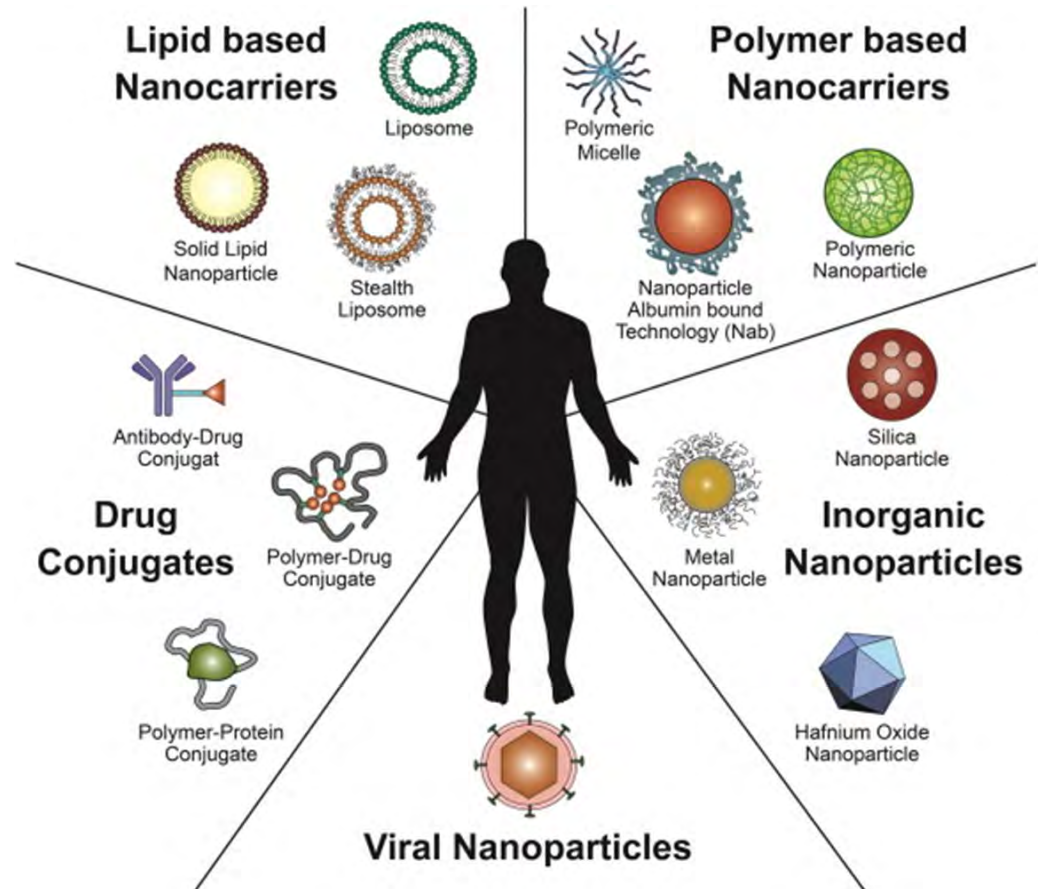 Lipid based
Nanocarriers
Liposome
Solid Lipid
Nanoparticle
Stealth
Liposome
Polymer based
Nanocarriers
Polymeric
Micelle
Nanoparticle
Albumin bound
Technology (Nab)
Polymeric
Nanoparticle
Antibody-Drug
Conjugat
Drug
Conjugates
Polymer-Drug
Conjugate
Polymer-Protein
Conjugate
Silica
Nanoparticle
Metal
Nanoparticle
Inorganic
Nanoparticles
Hafnium Oxide
Nanoparticle
Viral Nanoparticles